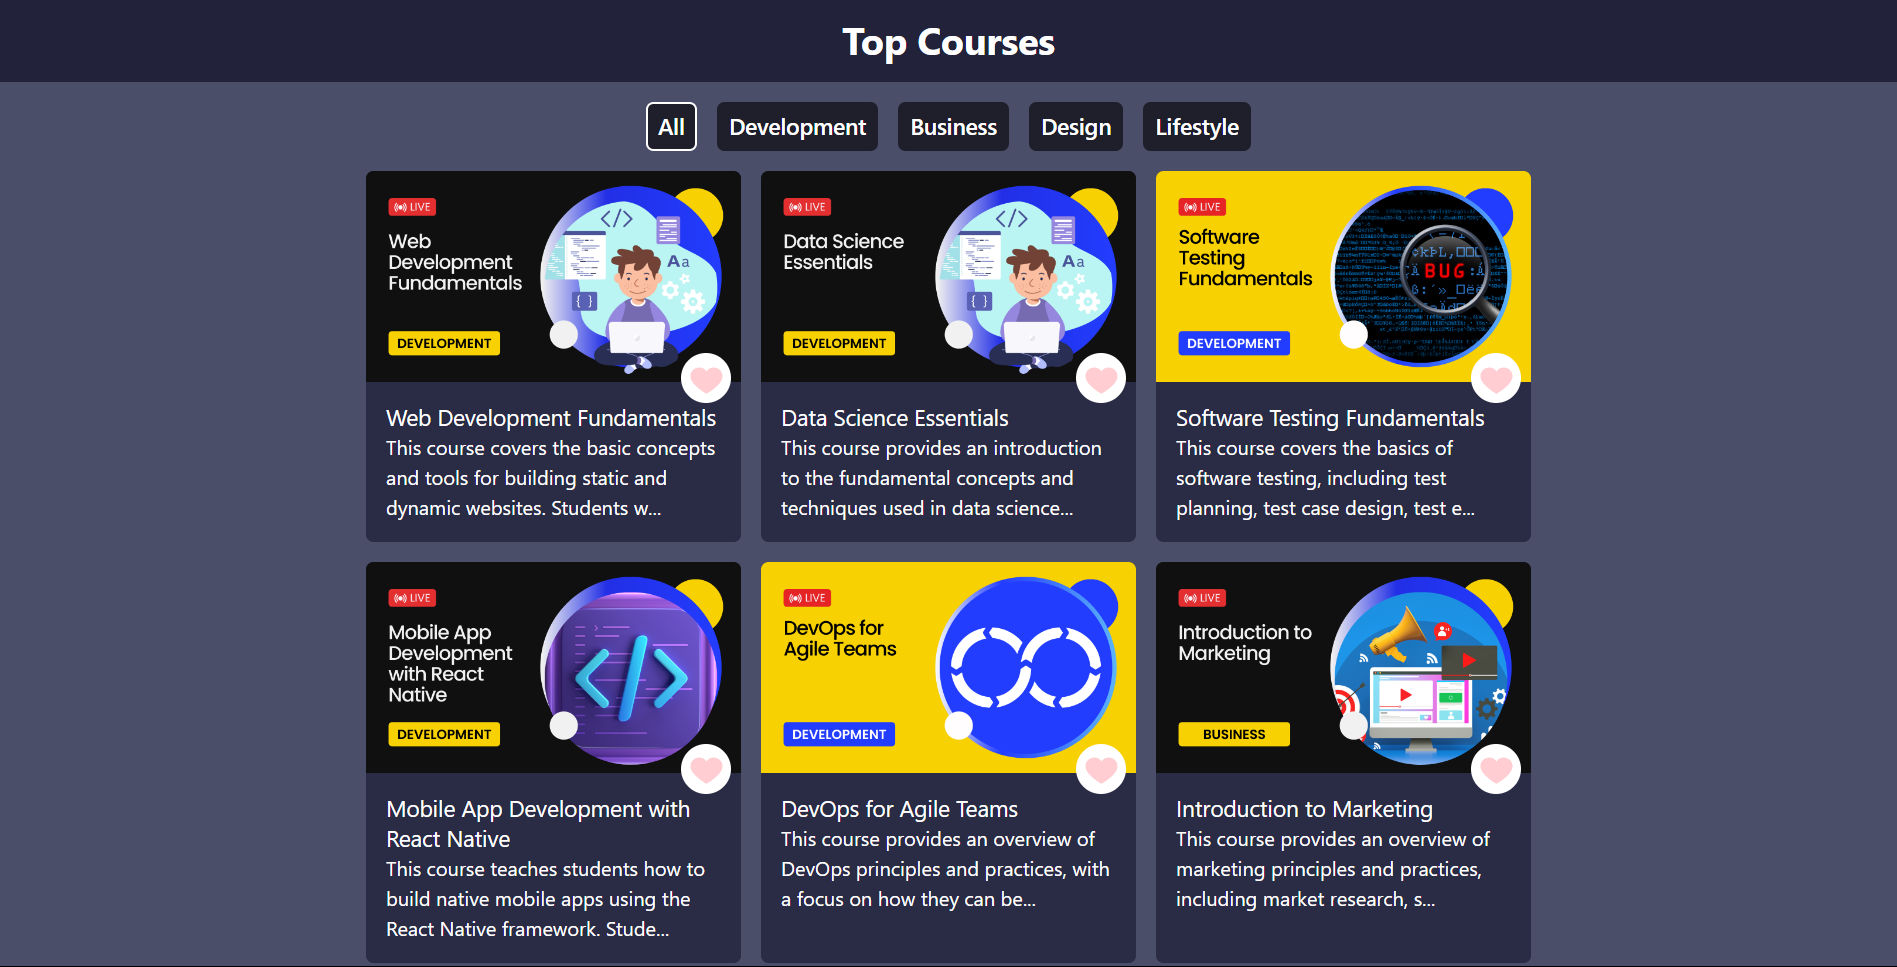 Top Courses
All
Development
Business
Design
Lifestyle
LIVE
Web
Development
Fundamentals
DEVELOPMENT
Aa
Web Development Fundamentals
This course covers the basic concepts
and tools for building static and
dynamic websites. Students w...
LIVE
Data Science
Essentials
DEVELOPMENT
Aa
Data Science Essentials
This course provides an introduction
to the fundamental concepts and
techniques used in data science...
LIVE
Software
Testing
Fundamentals
DEVELOPMENT
BUG
Software Testing Fundamentals
This course covers the basics of
software testing, including test
planning, test case design, test e...
LIVE
Mobile App
Development
with React
Native
DEVELOPMENT
Mobile App Development with
React Native
This course teaches students how to
build native mobile apps using the
React Native framework. Stude...
LIVE
DevOps for
Agile Teams
DEVELOPMENT
DevOps for Agile Teams
This course provides an overview of
DevOps principles and practices, with
a focus on how they can be...
LIVE
Introduction to
Marketing
BUSINESS
Introduction to Marketing
This course provides an overview of
marketing principles and practices,
including market research, s...